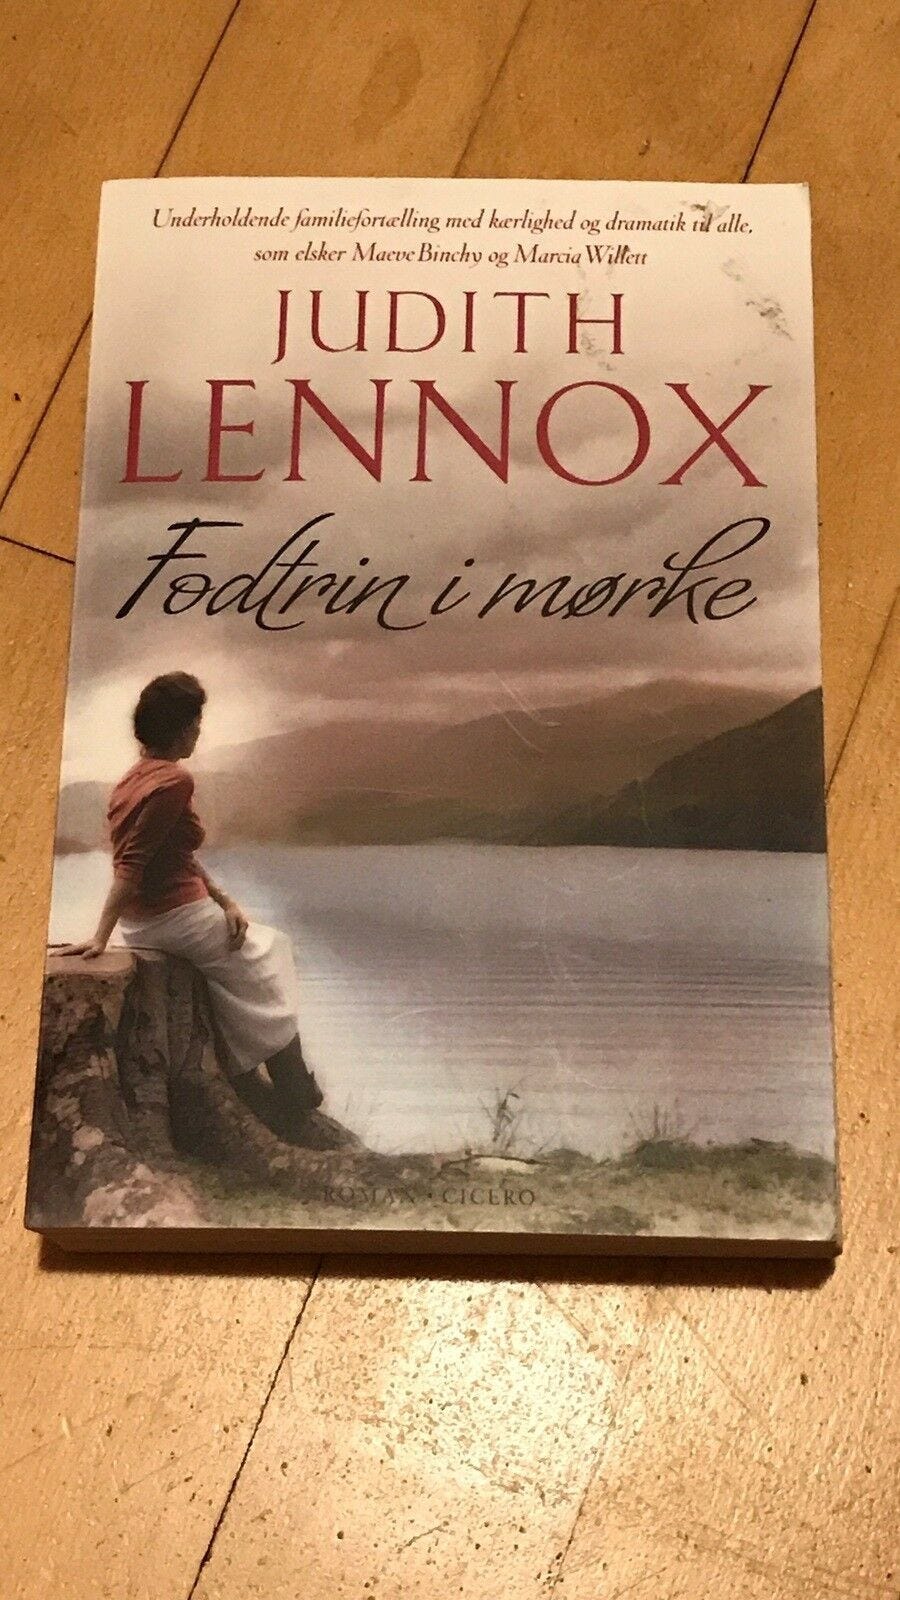 Underholdende familiefortælling med kærlighed og dramatik til alle,
som elsker Maeve Binchy og Marcia Willett
JUDITH
LENNOX
Fodtrin i mørke
ROMAN · CICERO